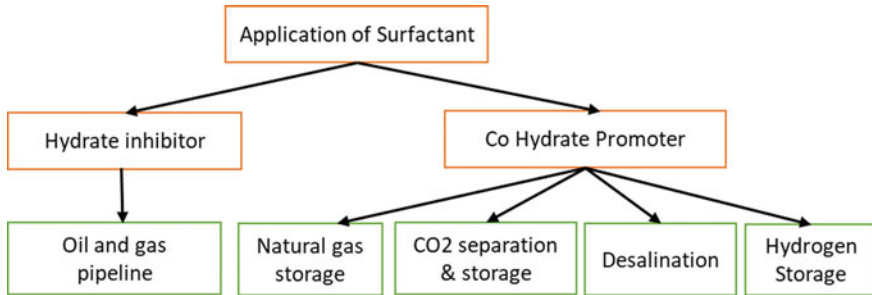 Application of Surfactant
Hydrate inhibitor
Co Hydrate Promoter
Oil and gas
pipeline
Natural gas
storage
CO2 separation
& storage
Desalination
Hydrogen
Storage